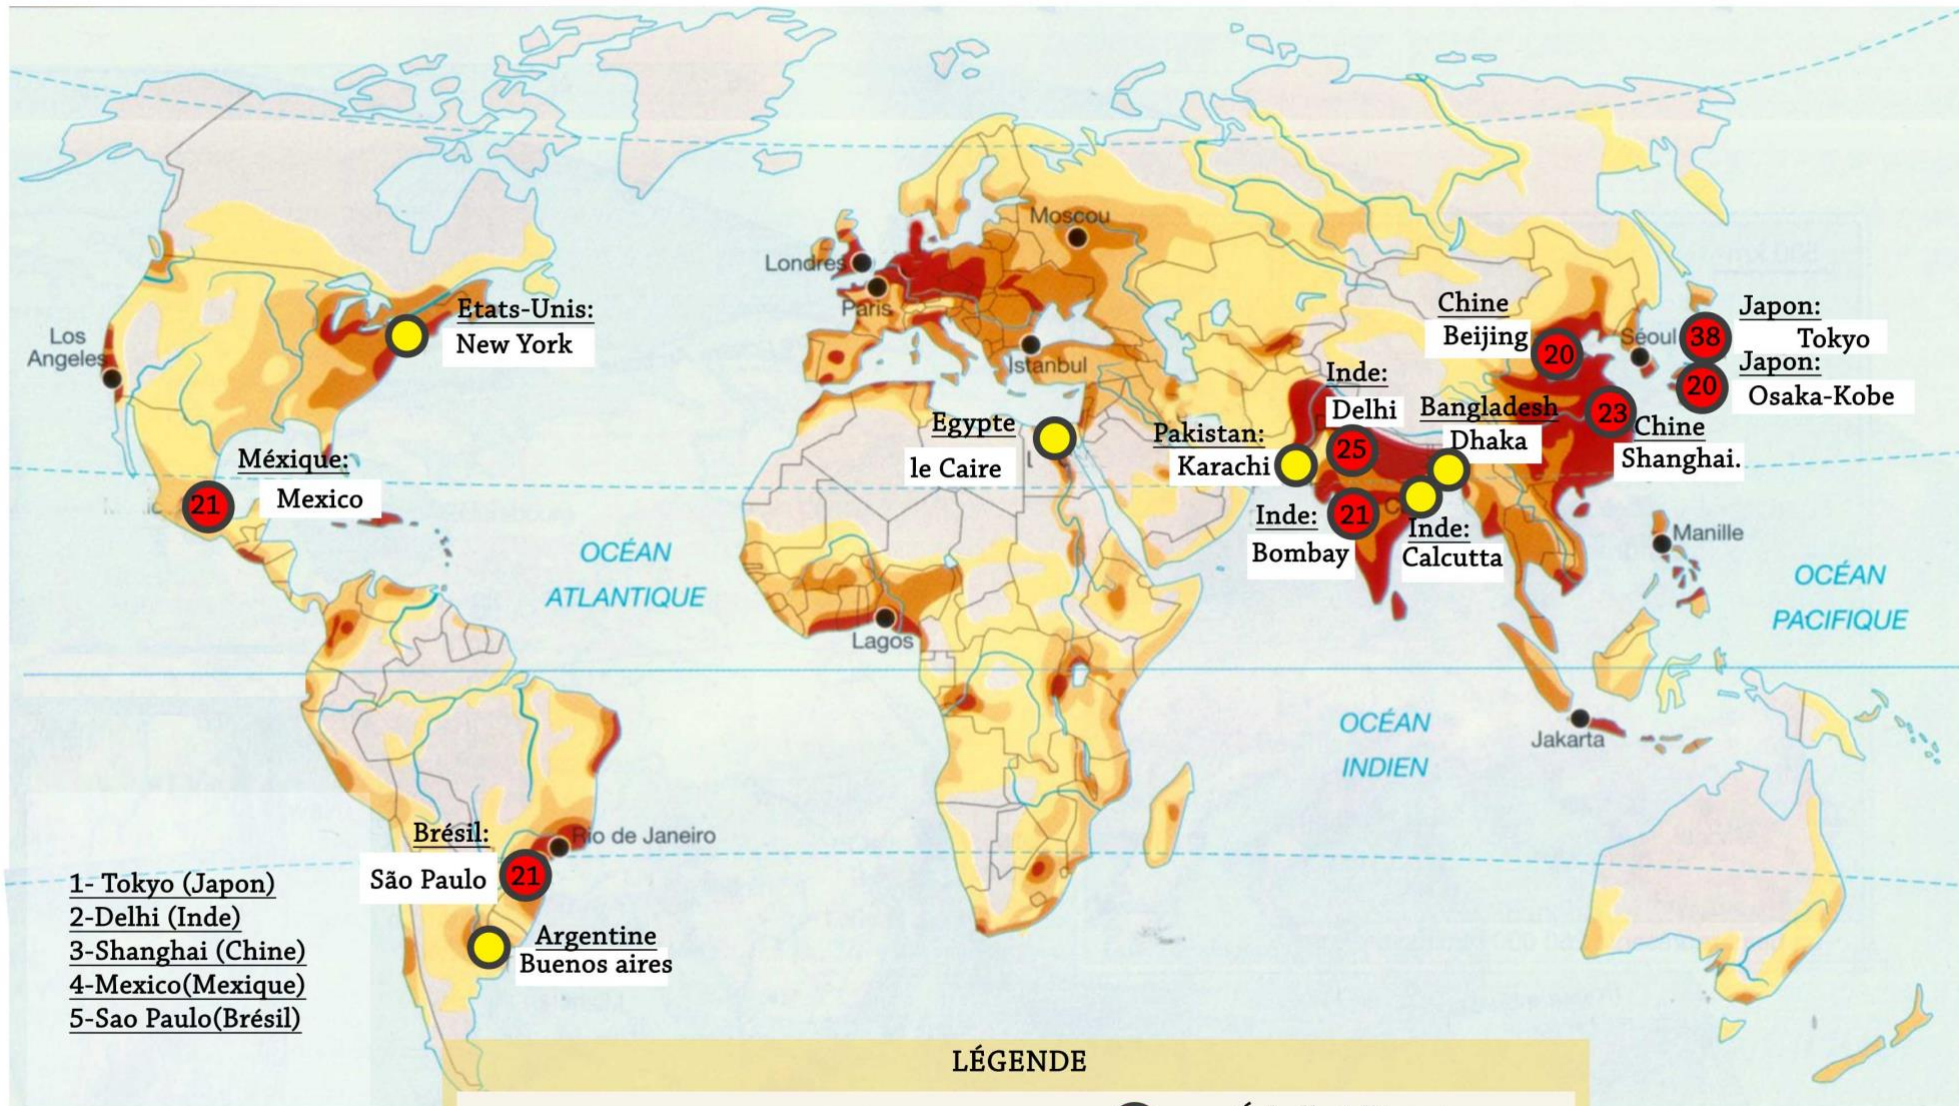 Moscou
Londres
Paris
Istanbul
Los
Angeles
Etats-Unis:
New York
Méxique:
Mexico
21
OCÉAN
ATLANTIQUE
Egypte
le Caire
Lagos
Pakistan:
Karachi
Inde:
Delhi
25
Bangladesh
Dhaka
Inde:
Bombay
21
Inde:
Calcutta
Chine
Beijing
20
Séoul
38
Japon:
Tokyo
20
Japon:
Osaka-Kobe
23
Chine
Shanghai.
Manille
OCÉAN
PACIFIQUE
OCÉAN
INDIEN
Jakarta
Brésil:
São Paulo
21
Rio de Janeiro
Argentine
Buenos aires
1- Tokyo (Japon)
2-Delhi (Inde)
3-Shanghai (Chine)
4-Mexico(Mexique)
5-Sao Paulo(Brésil)
LÉGENDE